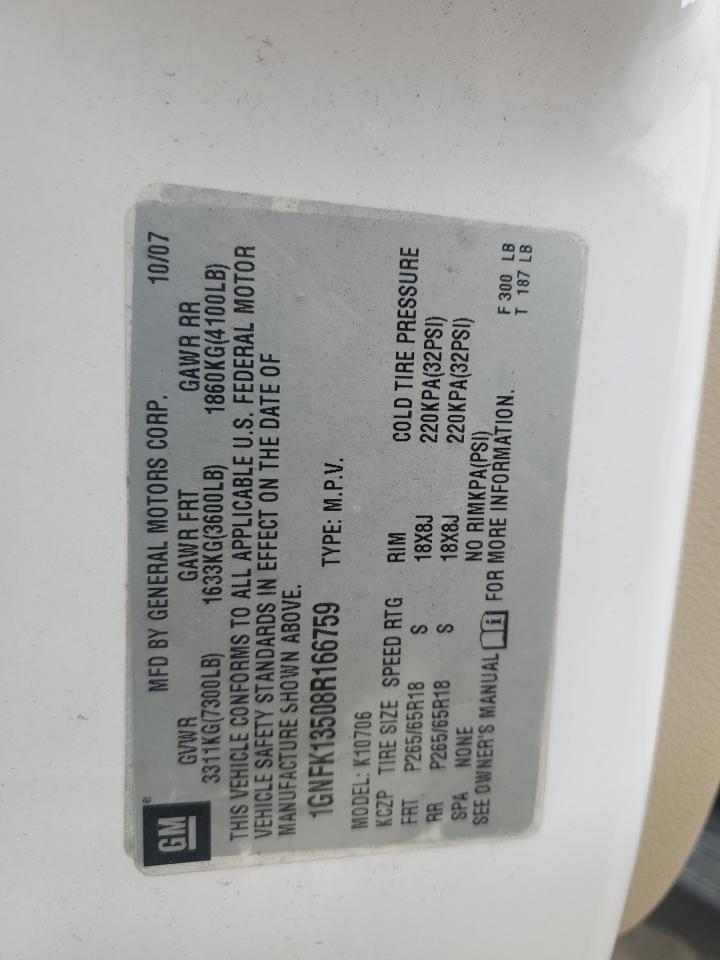 GM®
MFD BY GENERAL MOTORS CORP. 10/07
GVWR GAWR FRT GAWR RR
3311KG(7300LB) 1633KG(3600LB) 1860KG(4100LB)
THIS VEHICLE CONFORMS TO ALL APPLICABLE U.S. FEDERAL MOTOR
VEHICLE SAFETY STANDARDS IN EFFECT ON THE DATE OF
MANUFACTURE SHOWN ABOVE.
1GNFK13508R166759 TYPE: M.P.V.
MODEL: K10706
KCZP TIRE SIZE SPEED RTG RIM COLD TIRE PRESSURE
FRT. P265/65R18 S 18X8J 220KPA(32PSI)
RR P265/65R18 S 18X8J 220KPA(32PSI)
SPA NONE NO RIMKPA(PSI)
SEE OWNER'S MANUAL FOR MORE INFORMATION.
F 300 LB
T 187 LB